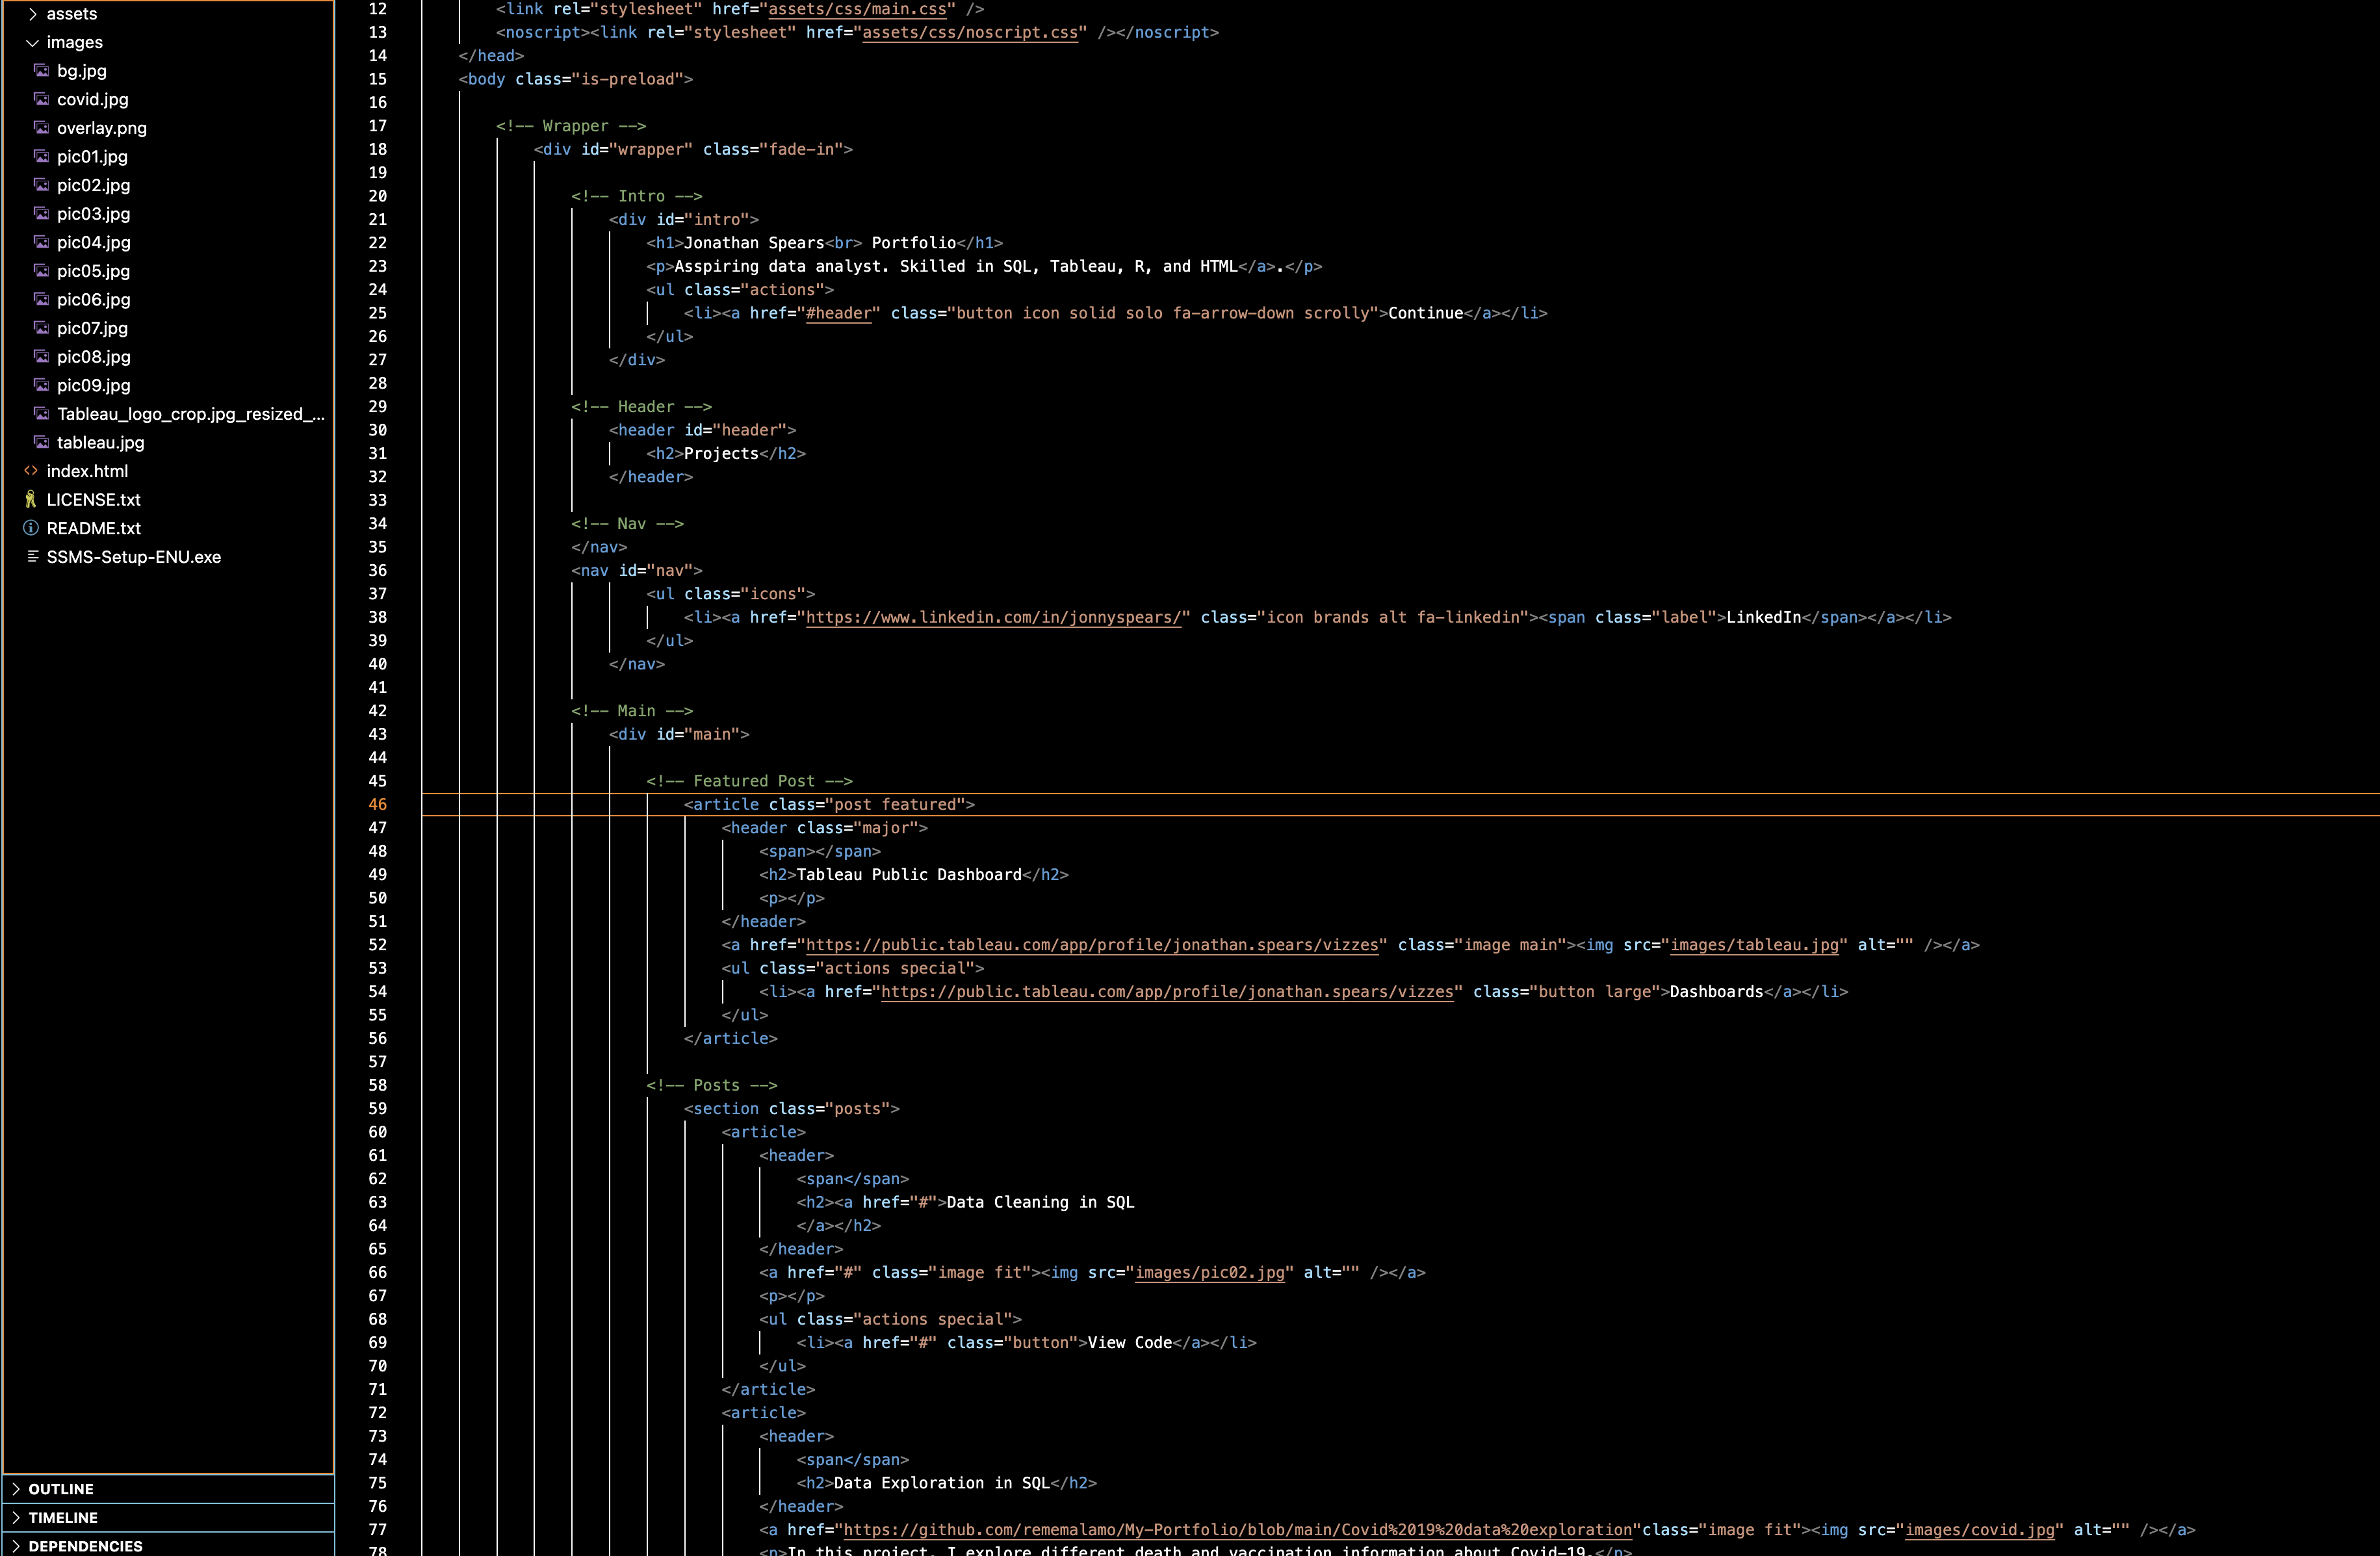 assets
images
bg.jpg
covid.jpg
overlay.png
pic01.jpg
pic02.jpg
pic03.jpg
pic04.jpg
pic05.jpg
pic06.jpg
pic07.jpg
pic08.jpg
pic09.jpg
Tableau_logo_crop.jpg_resized_...
tableau.jpg
index.html
LICENSE.txt
README.txt
SSMS-Setup-ENU.exe
OUTLINE
TIMELINE
DEPENDENCIES
12 <link rel="stylesheet" href="assets/css/main.css" />
13 <noscript><link rel="stylesheet" href="assets/css/noscript.css" /></noscript>
14 </head>
15 <body class="is-preload">
16
17 <!-- Wrapper -->
18 <div id="wrapper" class="fade-in">
19
20 <!-- Intro -->
21 <div id="intro">
22 <h1>Jonathan Spears<br> Portfolio</h1>
23 <p>Asspiring data analyst. Skilled in SQL, Tableau, R, and HTML</a>.</p>
24 <ul class="actions">
25 <li><a href="#header" class="button icon solid solo fa-arrow-down scrolly">Continue</a></li>
26 </ul>
27 </div>
28
29 <!-- Header -->
30 <header id="header">
31 <h2>Projects</h2>
32 </header>
33
34 <!-- Nav -->
35 </nav>
36 <nav id="nav">
37 <ul class="icons">
38 <li><a href="https://www.linkedin.com/in/jonnyspears/" class="icon brands alt fa-linkedin"><span class="label">LinkedIn</span></a></li>
39 </ul>
40 </nav>
41
42 <!-- Main -->
43 <div id="main">
44
45 <!-- Featured Post -->
46 <article class="post featured">
47 <header class="major">
48 <span></span>
49 <h2>Tableau Public Dashboard</h2>
50 <p></p>
51 </header>
52 <a href="https://public.tableau.com/app/profile/jonathan.spears/vizzes" class="image main"><img src="images/tableau.jpg" alt="" /></a>
53 <ul class="actions special">
54 <li><a href="https://public.tableau.com/app/profile/jonathan.spears/vizzes" class="button large">Dashboards</a></li>
55 </ul>
56 </article>
57
58 <!-- Posts -->
59 <section class="posts">
60 <article>
61 <header>
62 <span</span>
63 <h2><a href="#">Data Cleaning in SQL
64 </a></h2>
65 </header>
66 <a href="#" class="image fit"><img src="images/pic02.jpg" alt="" /></a>
67 <p></p>
68 <ul class="actions special">
69 <li><a href="#" class="button">View Code</a></li>
70 </ul>
71 </article>
72 <article>
73 <header>
74 <span</span>
75 <h2>Data Exploration in SQL</h2>
76 </header>
77 <a href="https://github.com/rememalamo/My-Portfolio/blob/main/Covid%2019%20data%20exploration"class="image fit"><img src="images/covid.jpg" alt="" /></a>
78 <p>In this project, I explore different death and vaccination information about Covid-19.</p>